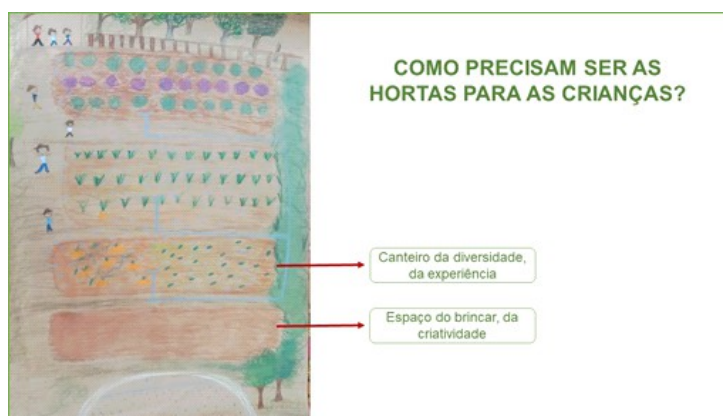 COMO PRECISAM SER AS
HORTAS PARA AS CRIANÇAS?
Canteiro da diversidade,
da experiência
Espaço do brincar, da
criatividade